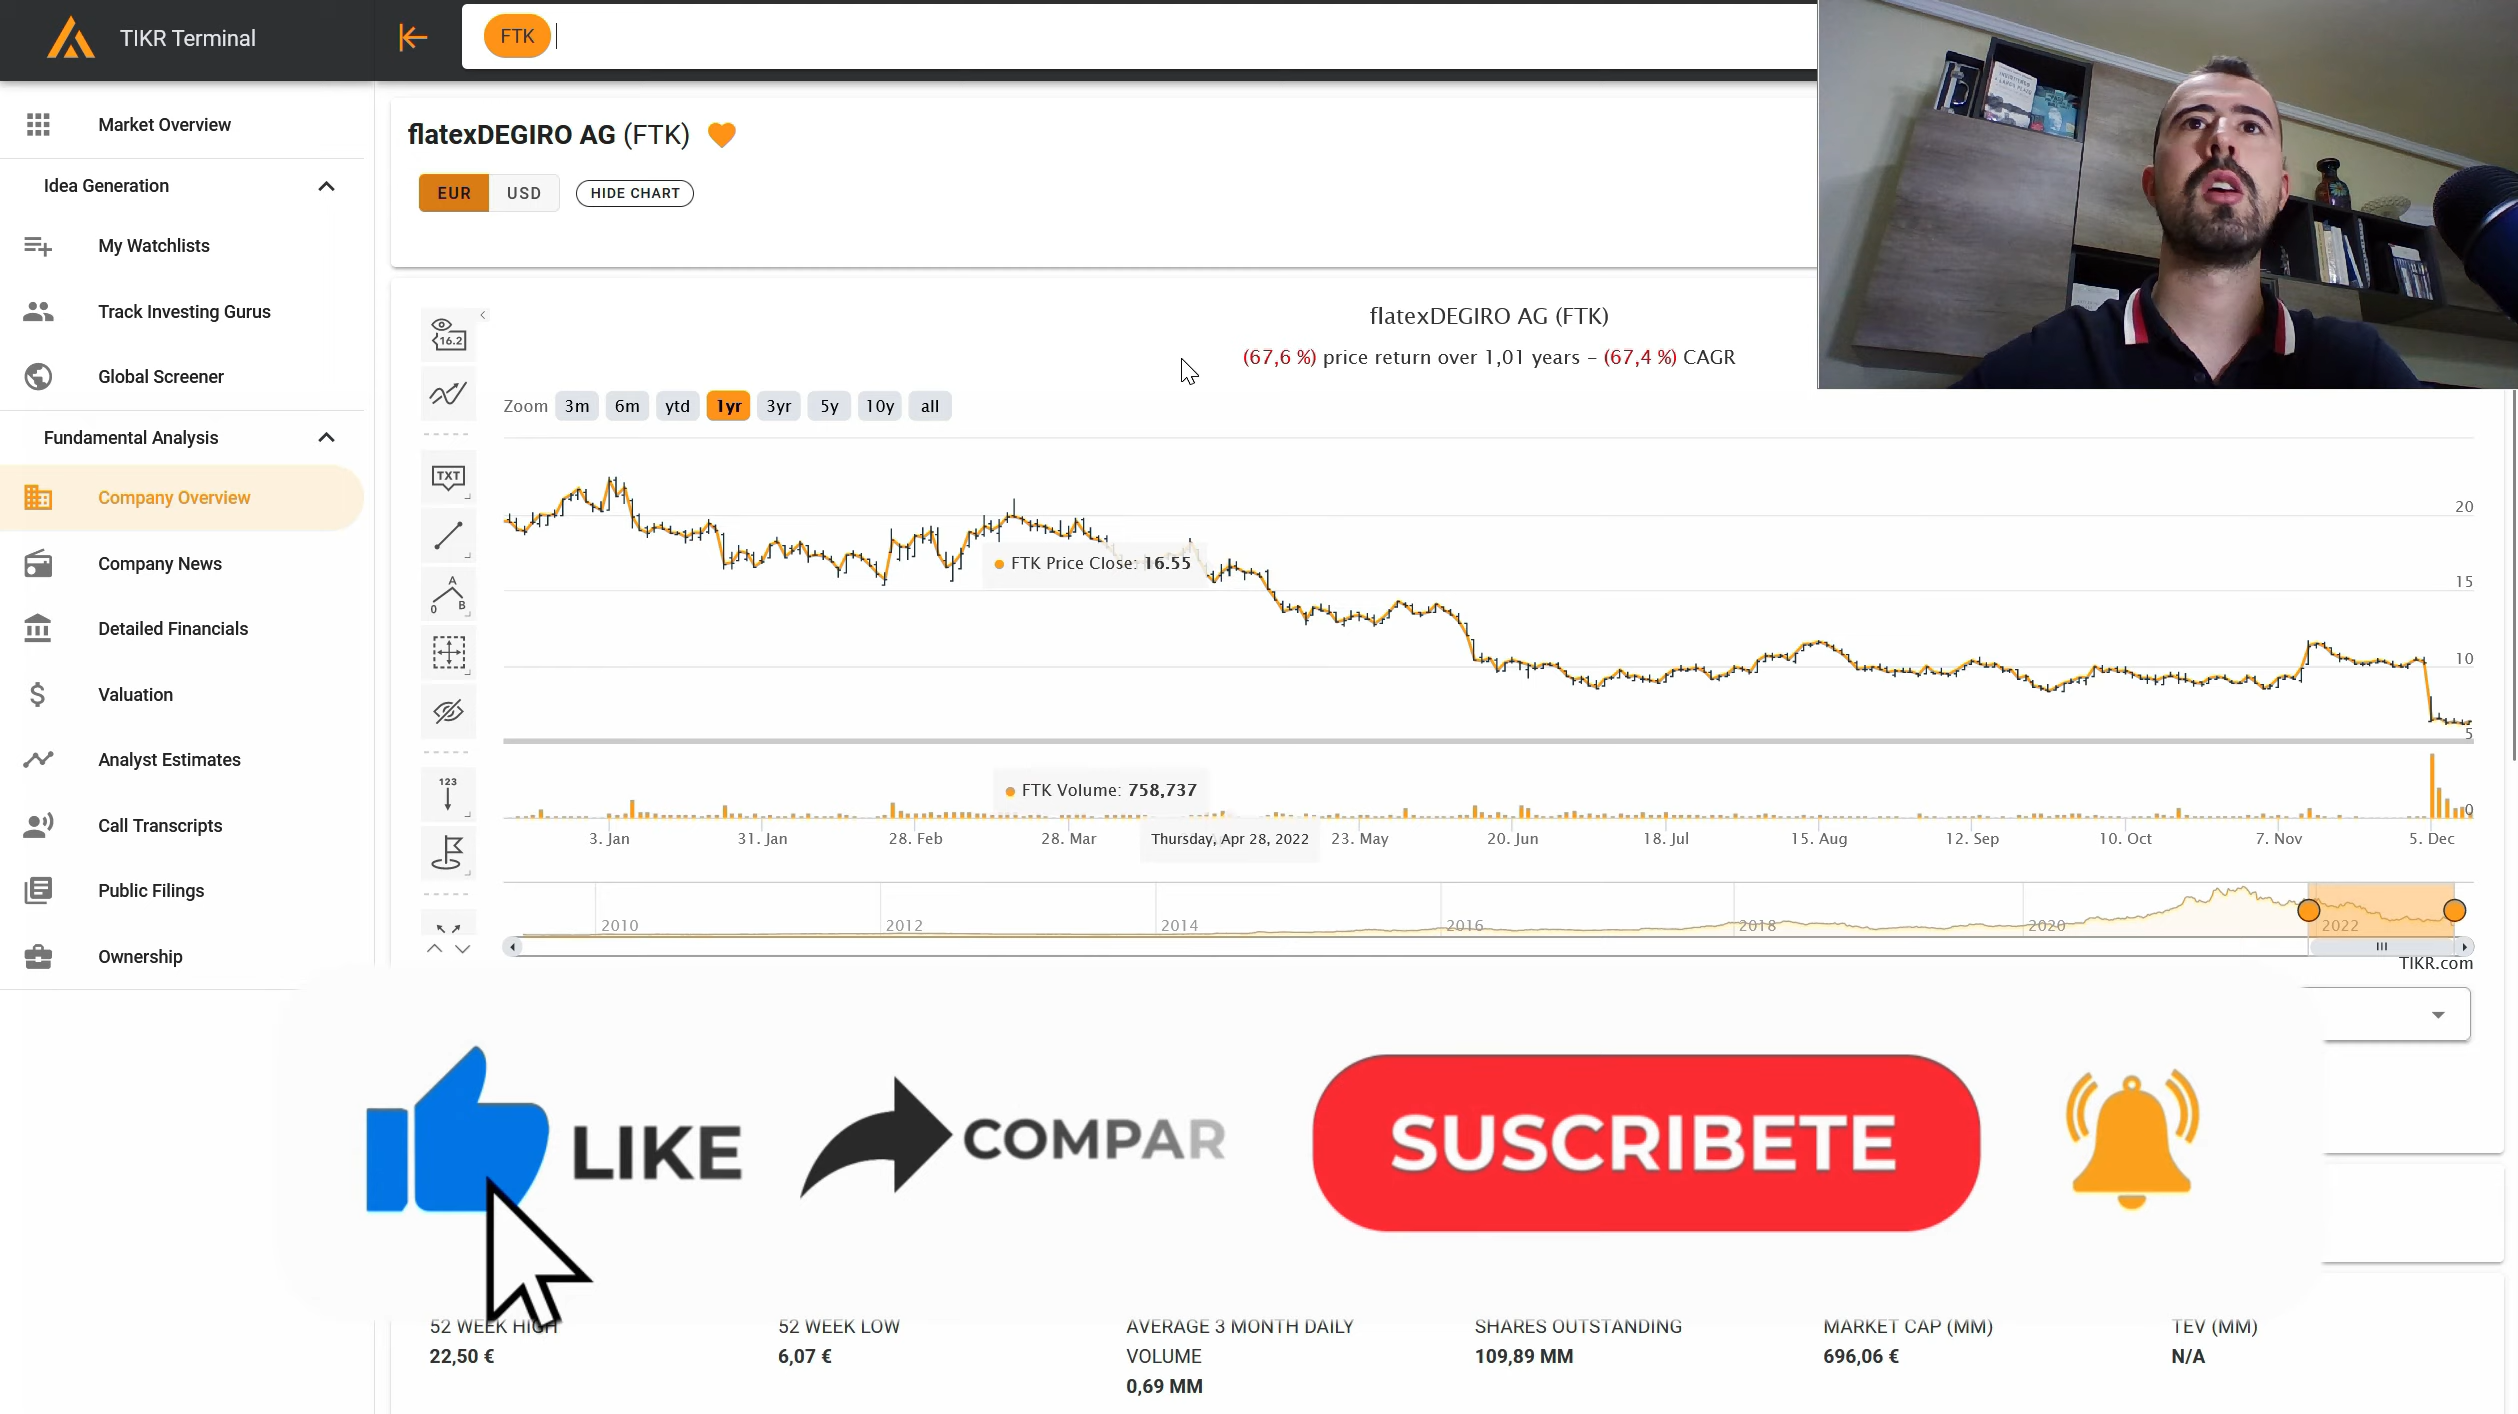 TIKR Terminal
FTK
Market Overview
Idea Generation
My Watchlists
Track Investing Gurus
Global Screener
Fundamental Analysis
Company Overview
Company News
Detailed Financials
Valuation
Analyst Estimates
Call Transcripts
Public Filings
Ownership
flatexDEGIRO AG (FTK)
EUR USD HIDE CHART
flatexDEGIRO AG (FTK)
(67,6 %) price return over 1,01 years – (67,4 %) CAGR
Zoom 3m 6m ytd 1yr 3yr 5y 10y all
16.2
TXT
A
0 B
123
20
15
10
5
0
FTK Price Close: 16.55
FTK Volume: 758,737
3. Jan 31. Jan 28. Feb 28. Mar Thursday, Apr 28, 2022 23. May 20. Jun 18. Jul 15. Aug 12. Sep 10. Oct 7. Nov 5. Dec
2010 2012 2014 2016 2018 2020 2022
TIKR.com
LIKE COMPAR SUSCRIBETE
52 WEEK HIGH
22,50 €
52 WEEK LOW
6,07 €
AVERAGE 3 MONTH DAILY
VOLUME
0,69 MM
SHARES OUTSTANDING
109,89 MM
MARKET CAP (MM)
696,06 €
TEV (MM)
N/A